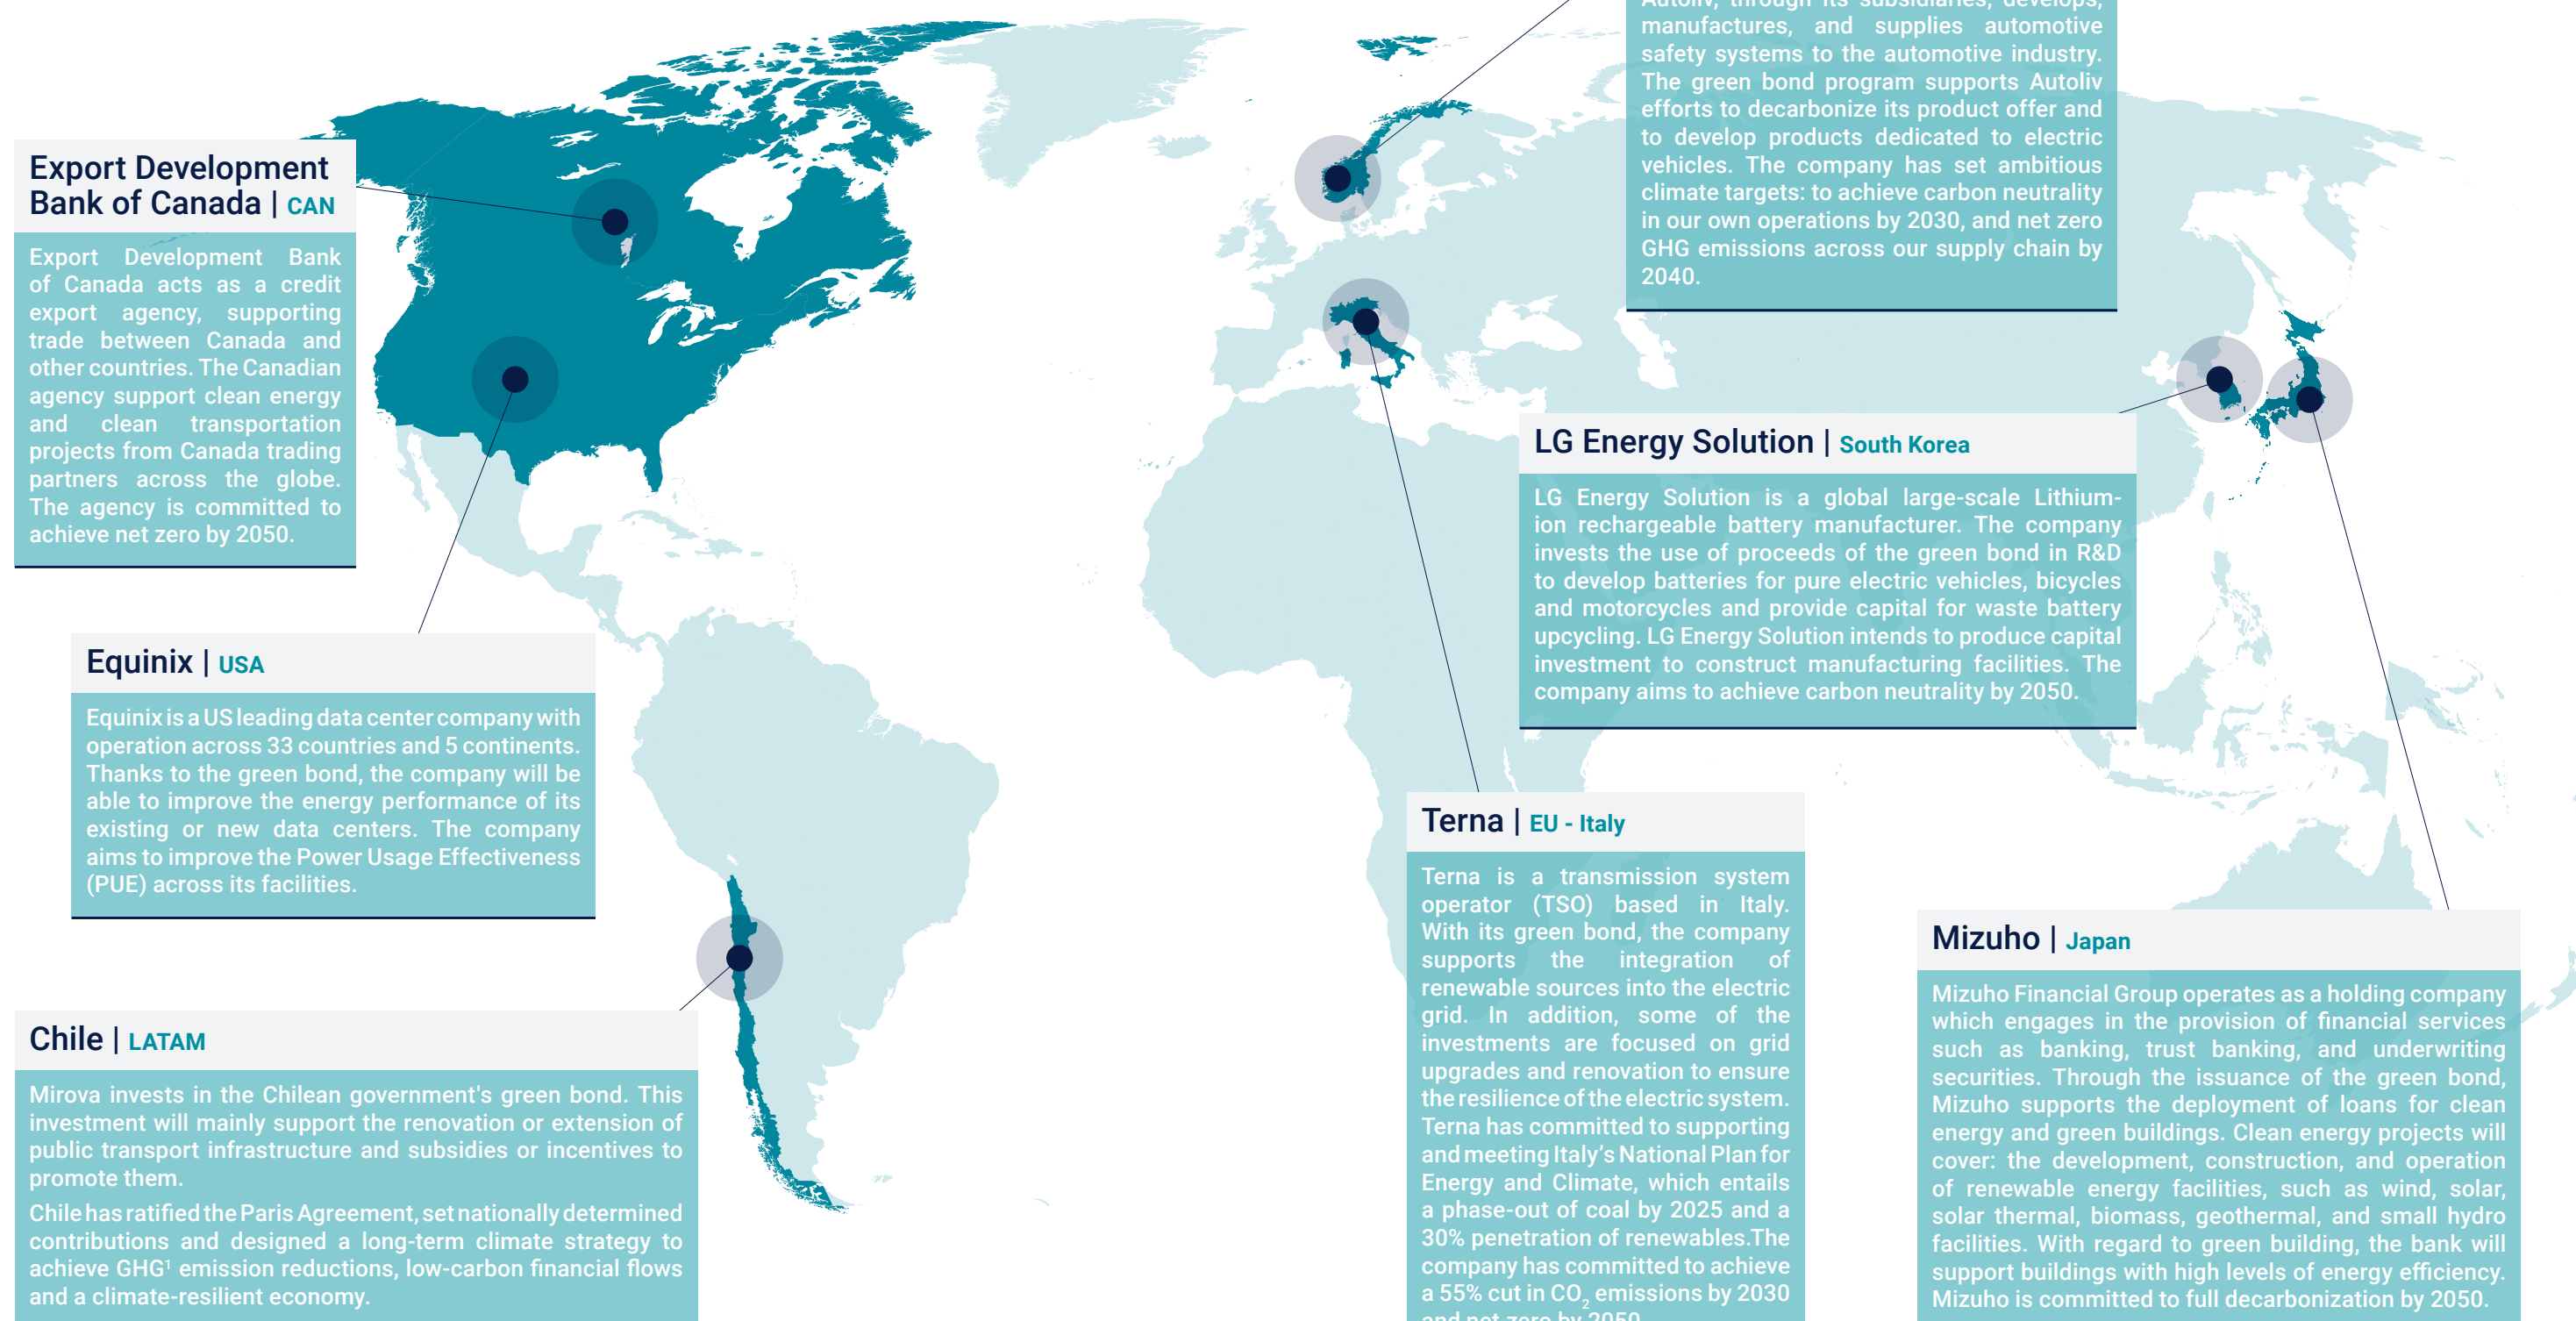 Autoliv, through its subsidiaries, develops,
manufactures, and supplies automotive
safety systems to the automotive industry.
The green bond program supports Autoliv
efforts to decarbonize its product offer and
to develop products dedicated to electric
vehicles. The company has set ambitious
climate targets: to achieve carbon neutrality
in our own operations by 2030, and net zero
GHG emissions across our supply chain by
2040.
Export Development
Bank of Canada | CAN
Export Development Bank
of Canada acts as a credit
export agency, supporting
trade between Canada and
other countries. The Canadian
agency support clean energy
and clean transportation
projects from Canada trading
partners across the globe.
The agency is committed to
achieve net zero by 2050.
LG Energy Solution | South Korea
LG Energy Solution is a global large-scale Lithium-
ion rechargeable battery manufacturer. The company
invests the use of proceeds of the green bond in R&D
to develop batteries for pure electric vehicles, bicycles
and motorcycles and provide capital for waste battery
upcycling. LG Energy Solution intends to produce capital
investment to construct manufacturing facilities. The
company aims to achieve carbon neutrality by 2050.
Equinix | USA
Equinix is a US leading data center company with
operation across 33 countries and 5 continents.
Thanks to the green bond, the company will be
able to improve the energy performance of its
existing or new data centers. The company
aims to improve the Power Usage Effectiveness
(PUE) across its facilities.
Terna | EU - Italy
Terna is a transmission system
operator (TSO) based in Italy.
With its green bond, the company
supports the integration of
renewable sources into the electric
grid. In addition, some of the
investments are focused on grid
upgrades and renovation to ensure
the resilience of the electric system.
Terna has committed to supporting
and meeting Italy's National Plan for
Energy and Climate, which entails
a phase-out of coal by 2025 and a
30% penetration of renewables.The
company has committed to achieve
a 55% cut in CO₂ emissions by 2030
and net zero by 2050
Mizuho | Japan
Mizuho Financial Group operates as a holding company
which engages in the provision of financial services
such as banking, trust banking, and underwriting
securities. Through the issuance of the green bond,
Mizuho supports the deployment of loans for clean
energy and green buildings. Clean energy projects will
cover: the development, construction, and operation
of renewable energy facilities, such as wind, solar,
solar thermal, biomass, geothermal, and small hydro
facilities. With regard to green building, the bank will
support buildings with high levels of energy efficiency.
Mizuho is committed to full decarbonization by 2050.
Chile | LATAM
Mirova invests in the Chilean government's green bond. This
investment will mainly support the renovation or extension of
public transport infrastructure and subsidies or incentives to
promote them.
Chile has ratified the Paris Agreement, set nationally determined
contributions and designed a long-term climate strategy to
achieve GHG¹ emission reductions, low-carbon financial flows
and a climate-resilient economy.